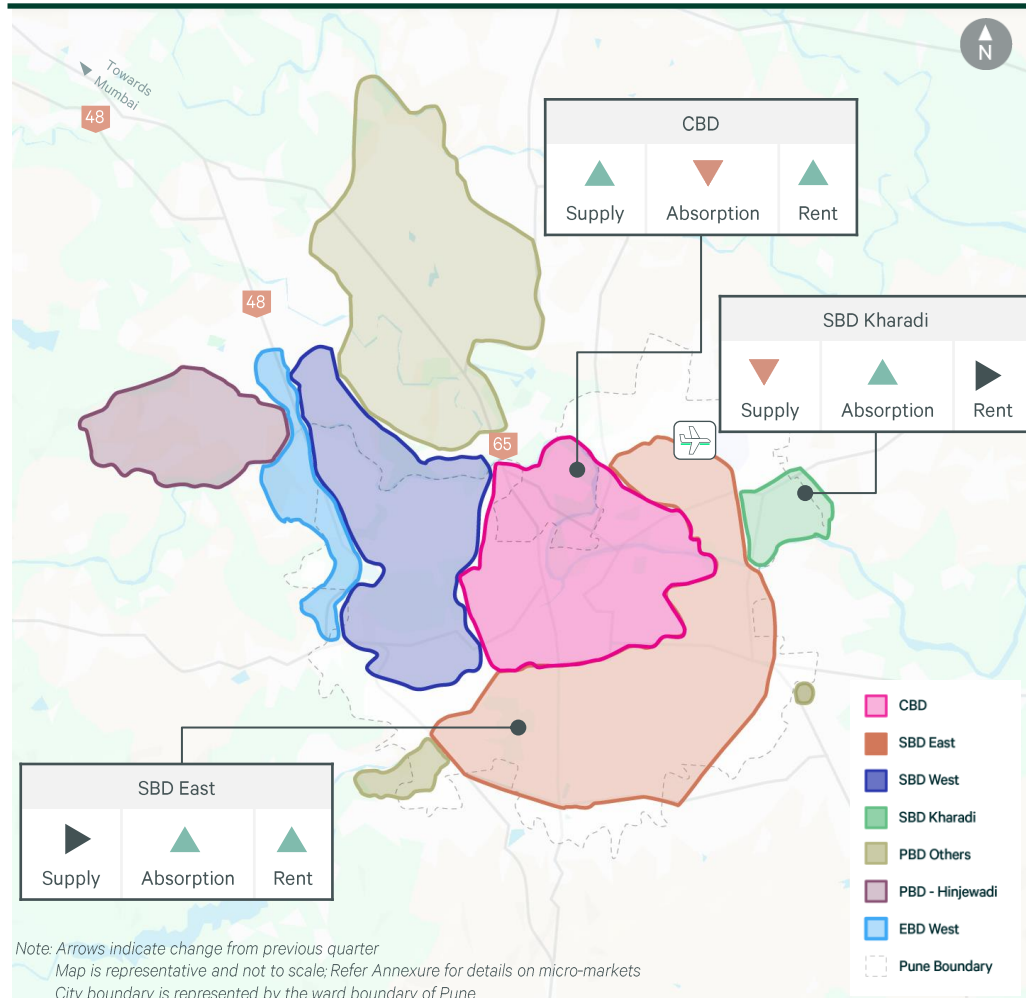 N
Towards
Mumbai
48
CBD
Supply
Absorption
Rent
48
SBD Kharadi
Supply
Absorption
Rent
65
SBD East
Supply
Absorption
Rent
CBD
SBD East
SBD West
SBD Kharadi
PBD Others
PBD - Hinjewadi
EBD West
Pune Boundary
Note: Arrows indicate change from previous quarter
Map is representative and not to scale; Refer Annexure for details on micro-markets
City boundary is represented by the ward boundary of Pune